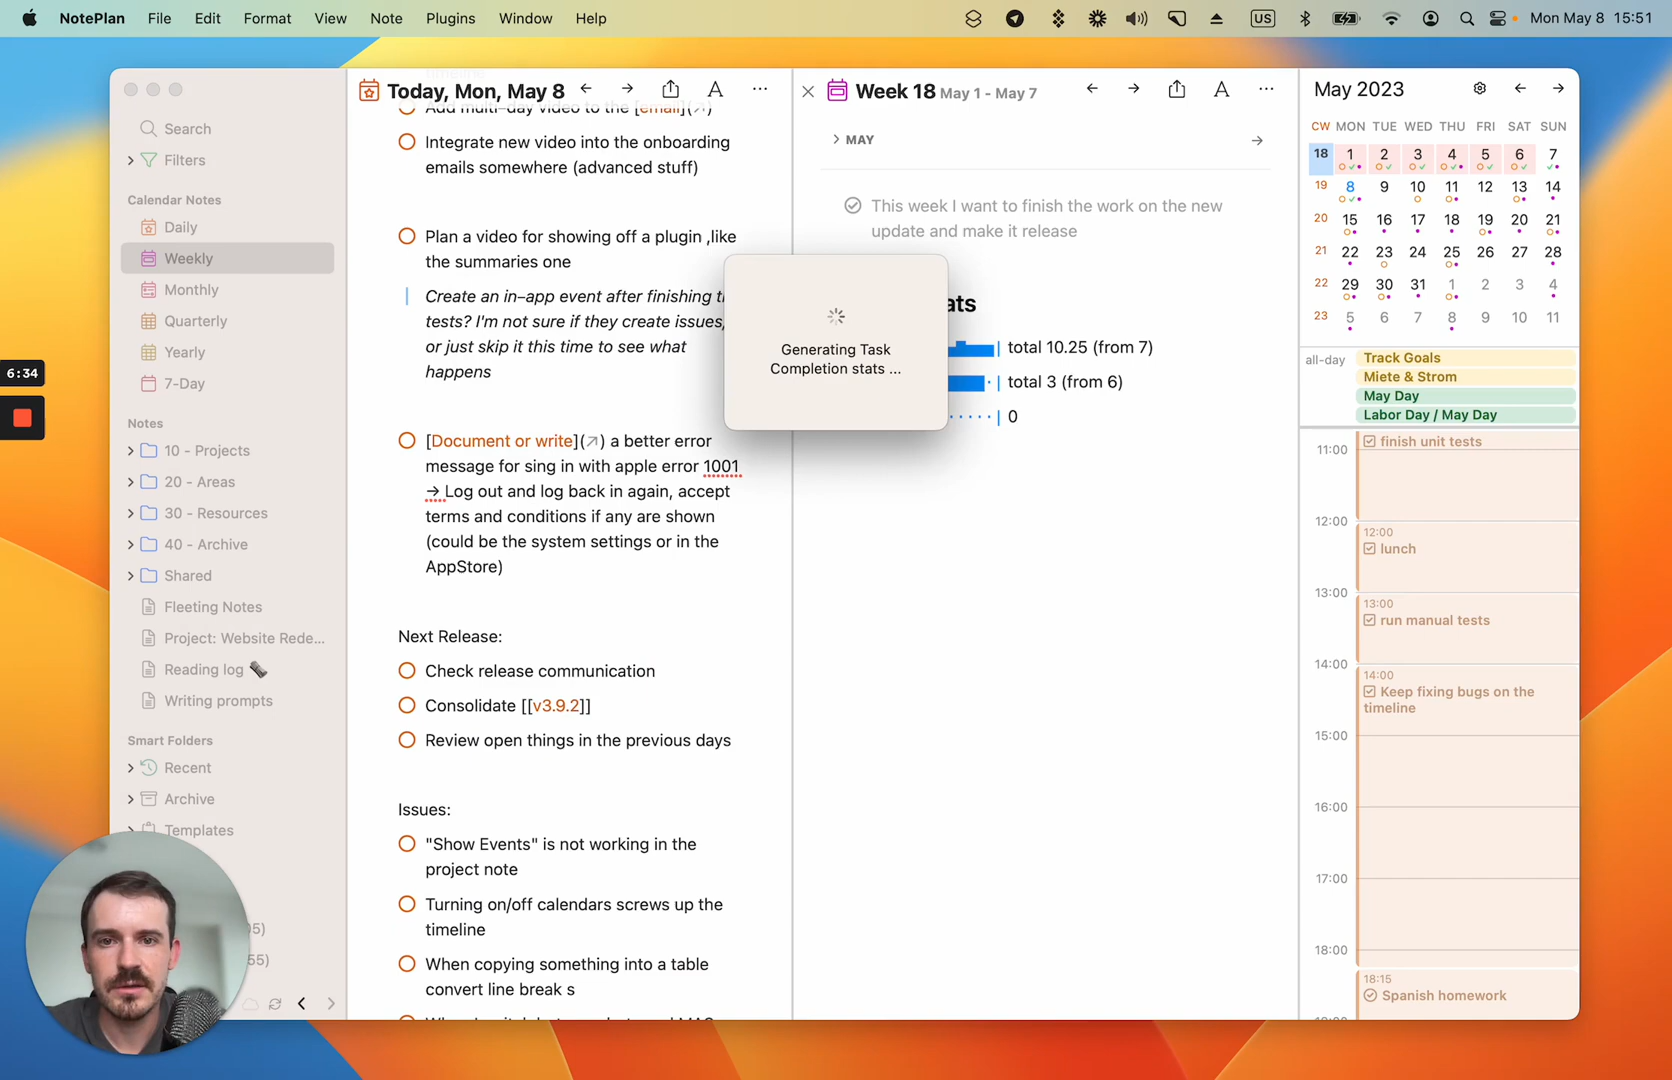 NotePlan File Edit Format View Note Plugins Window Help
US Mon May 8 15:51
6:34
Search
Filters
Calendar Notes
Daily
Weekly
Monthly
Quarterly
Yearly
7-Day
Notes
10 - Projects
20 - Areas
30 - Resources
40 - Archive
Shared
Fleeting Notes
Project: Website Rede...
Reading log
Writing prompts
Smart Folders
Recent
Archive
Templates
5)
55)
Today, Mon, May 8
timeline
Add multi-day video to the [email](↗)
Integrate new video into the onboarding
emails somewhere (advanced stuff)
Plan a video for showing off a plugin ,like
the summaries one
Create an in–app event after finishing t
tests? I'm not sure if they create issues,
or just skip it this time to see what
happens
[Document or write](↗) a better error
message for sing in with apple error 1001
→ Log out and log back in again, accept
terms and conditions if any are shown
(could be the system settings or in the
AppStore)
Next Release:
Check release communication
Consolidate [[v3.9.2]]
Review open things in the previous days
Issues:
"Show Events" is not working in the
project note
Turning on/off calendars screws up the
timeline
When copying something into a table
convert line break s
Week 18 May 1 - May 7
MAY
This week I want to finish the work on the new
update and make it release
ats
total 10.25 (from 7)
total 3 (from 6)
0
Generating Task
Completion stats ...
May 2023
CW MON TUE WED THU FRI SAT SUN
18 1 2 3 4 5 6 7
19 8 9 10 11 12 13 14
20 15 16 17 18 19 20 21
21 22 23 24 25 26 27 28
22 29 30 31 1 2 3 4
23 5 6 7 8 9 10 11
all-day
Track Goals
Miete & Strom
May Day
Labor Day / May Day
finish unit tests
11:00
12:00
12:00
lunch
13:00
13:00
run manual tests
14:00
14:00
Keep fixing bugs on the
timeline
15:00
16:00
17:00
18:00
18:15
Spanish homework